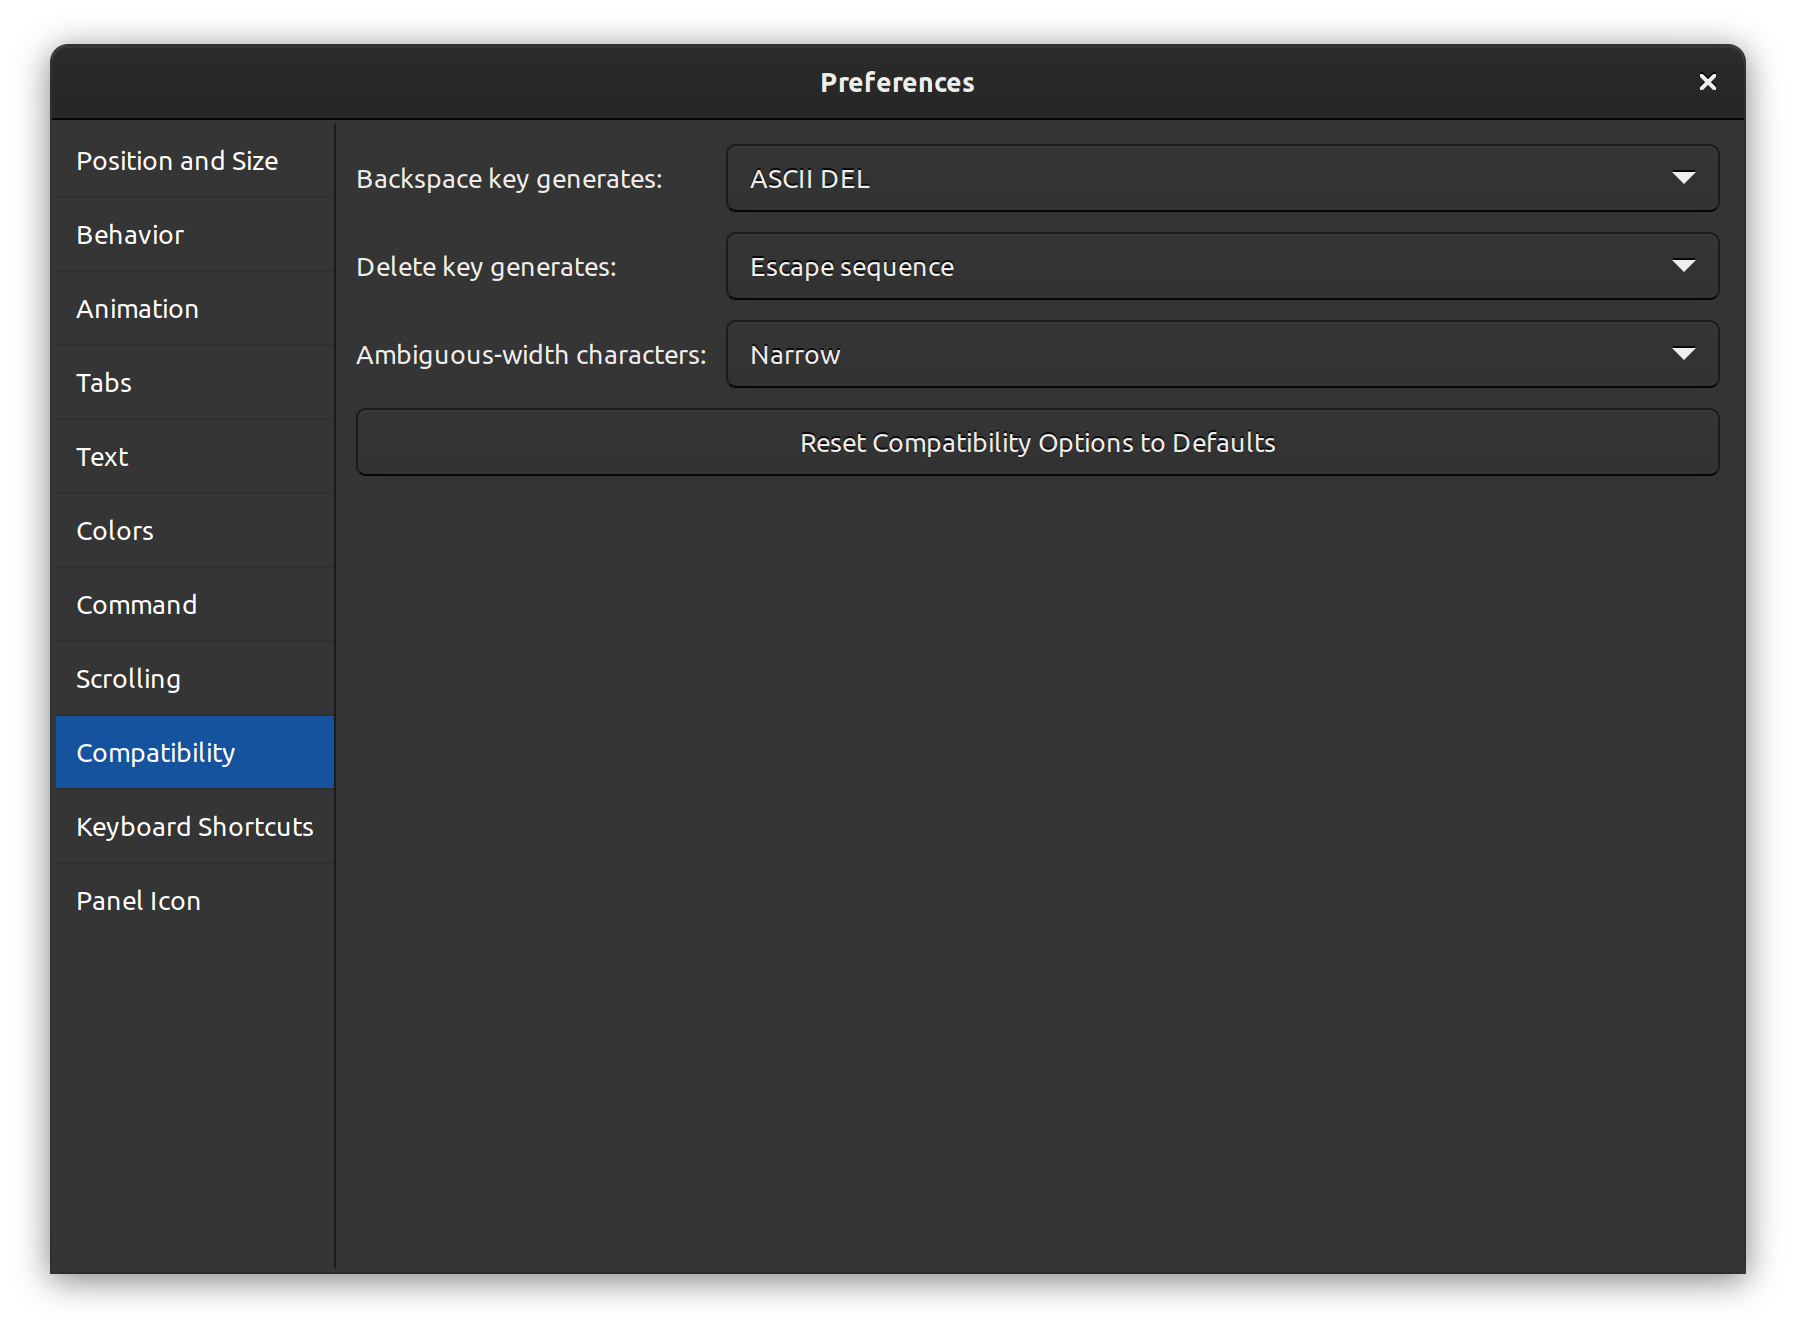 Preferences
Position and Size
Behavior
Animation
Tabs
Text
Colors
Command
Scrolling
Compatibility
Keyboard Shortcuts
Panel Icon
Backspace key generates: ASCII DEL
Delete key generates: Escape sequence
Ambiguous-width characters: Narrow
Reset Compatibility Options to Defaults